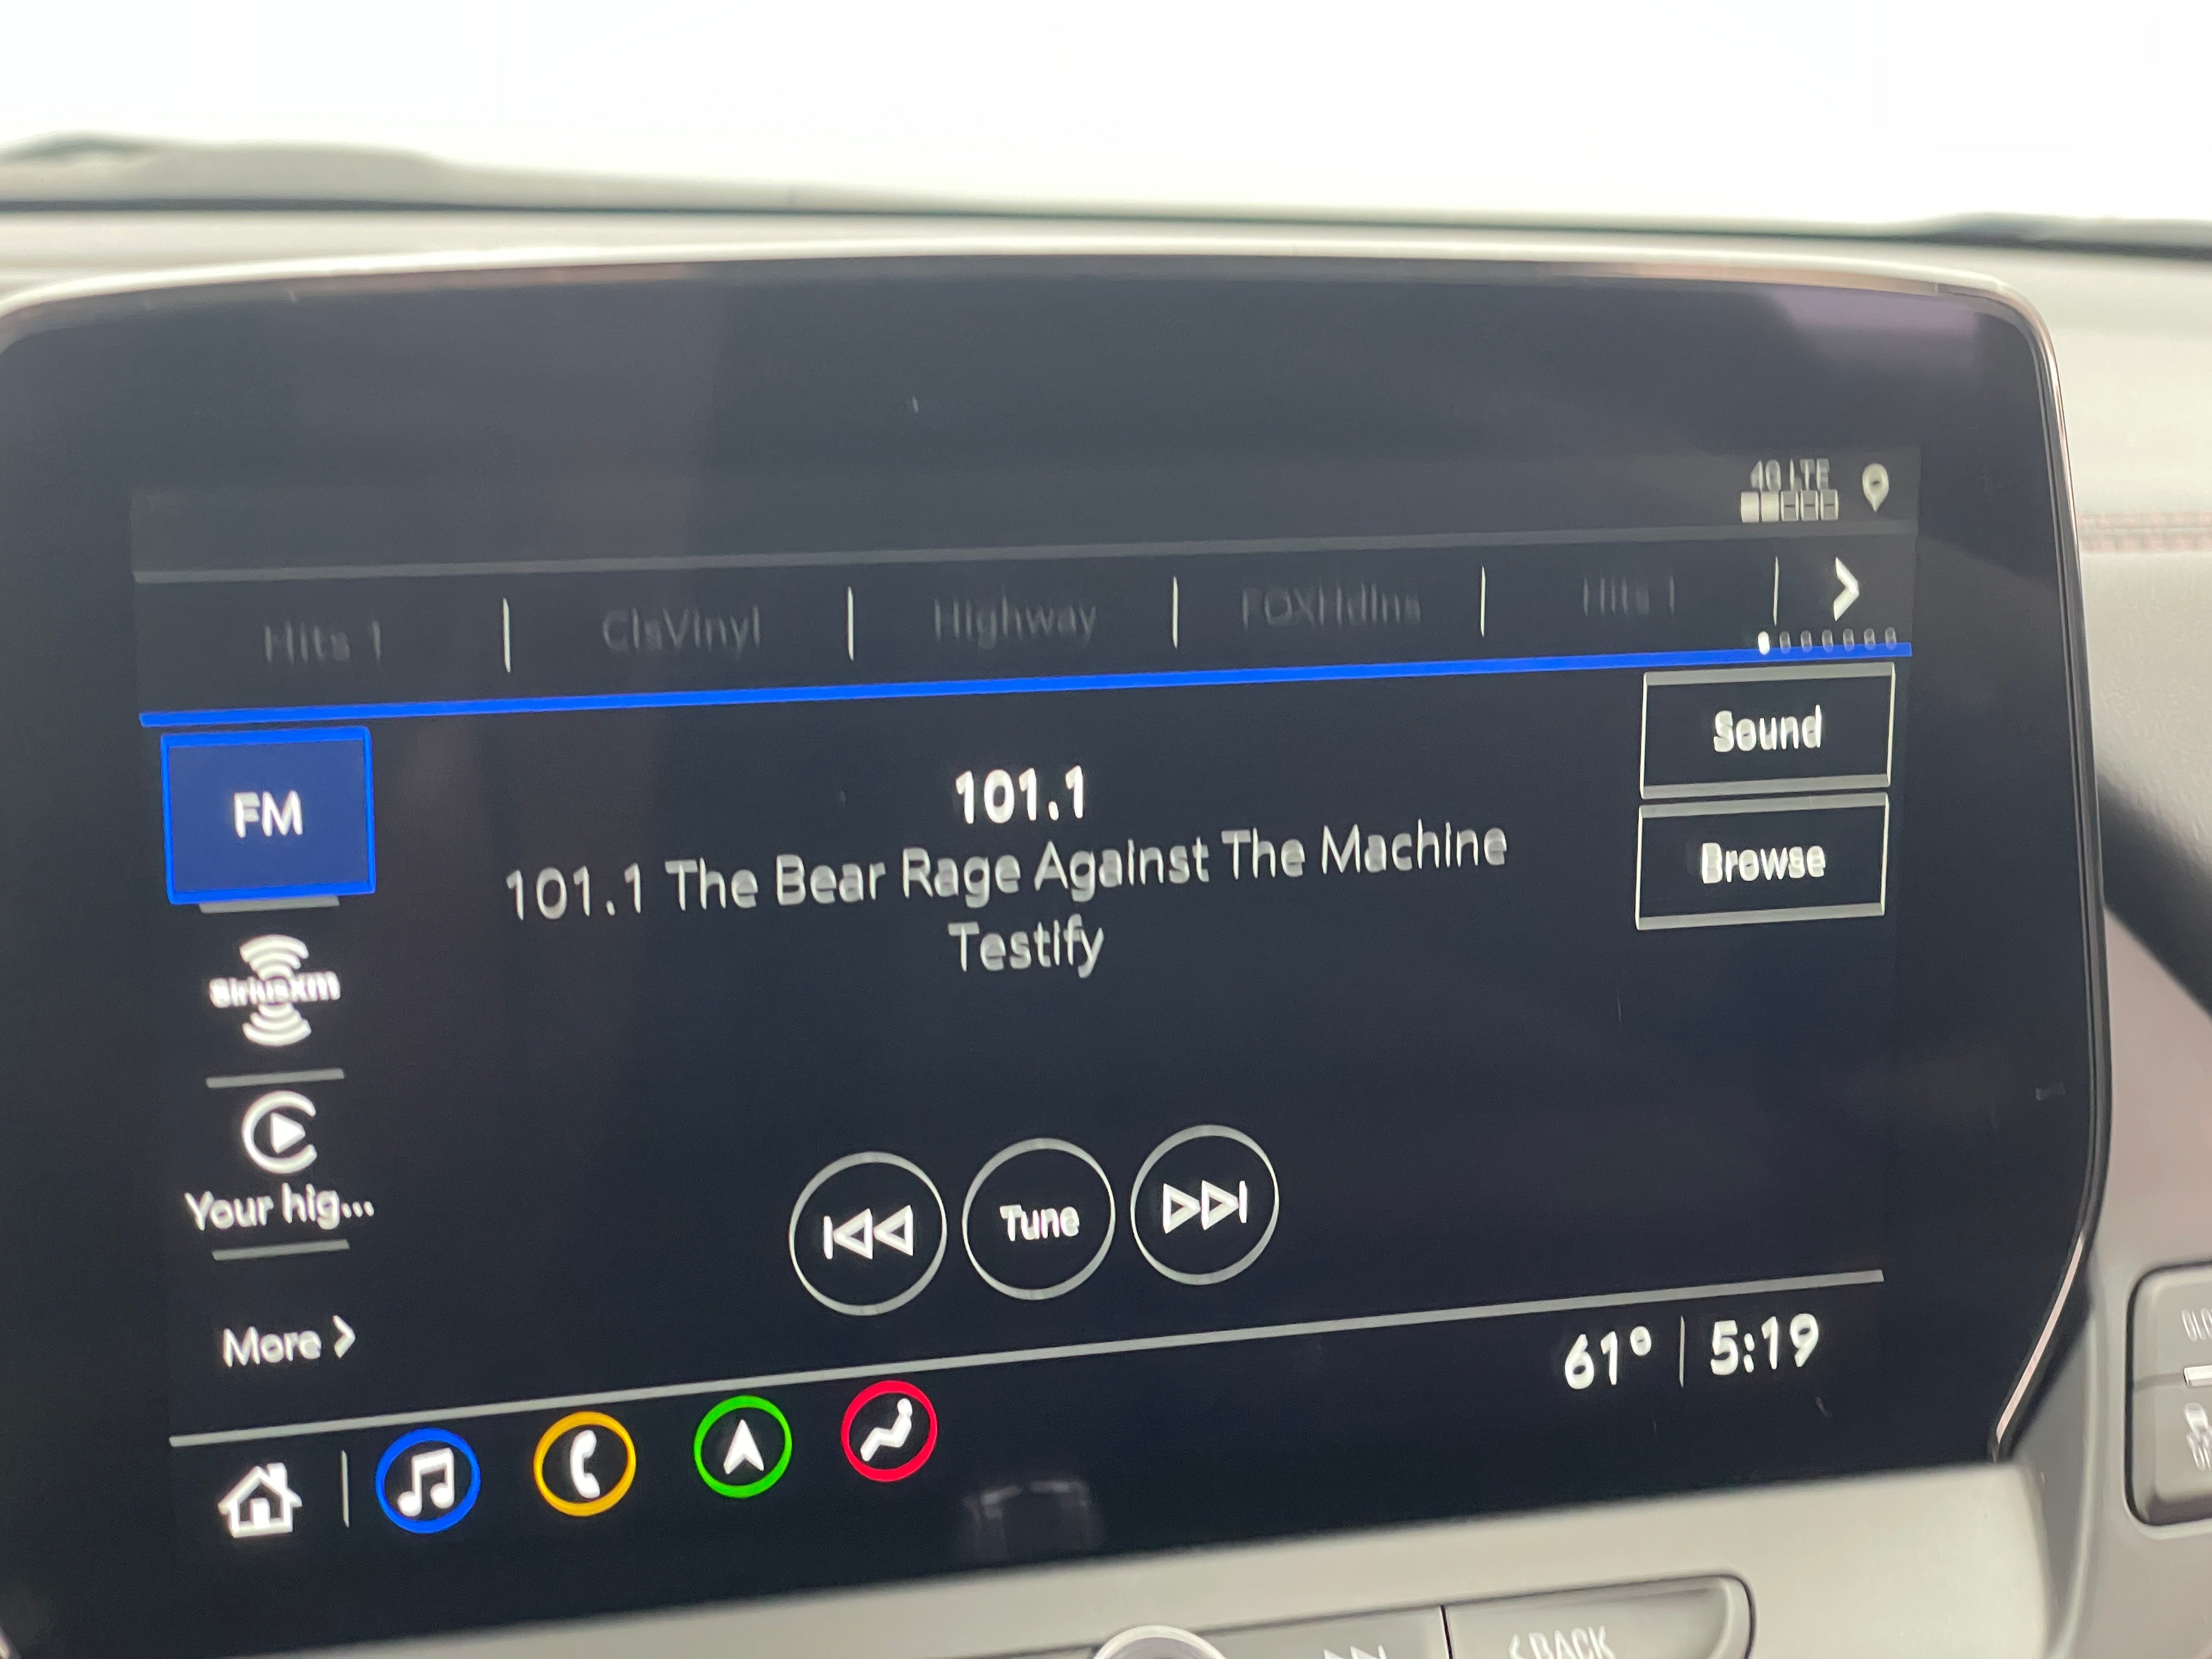 4G LTE
Hits 1 ClsVinyl Highway FOXHdlns Hits 1
Sound
FM
101.1
Browse
101.1 The Bear Rage Against The Machine
Testify
SiriusXM
Your hig...
Tune
More
61° 5:19
BACK